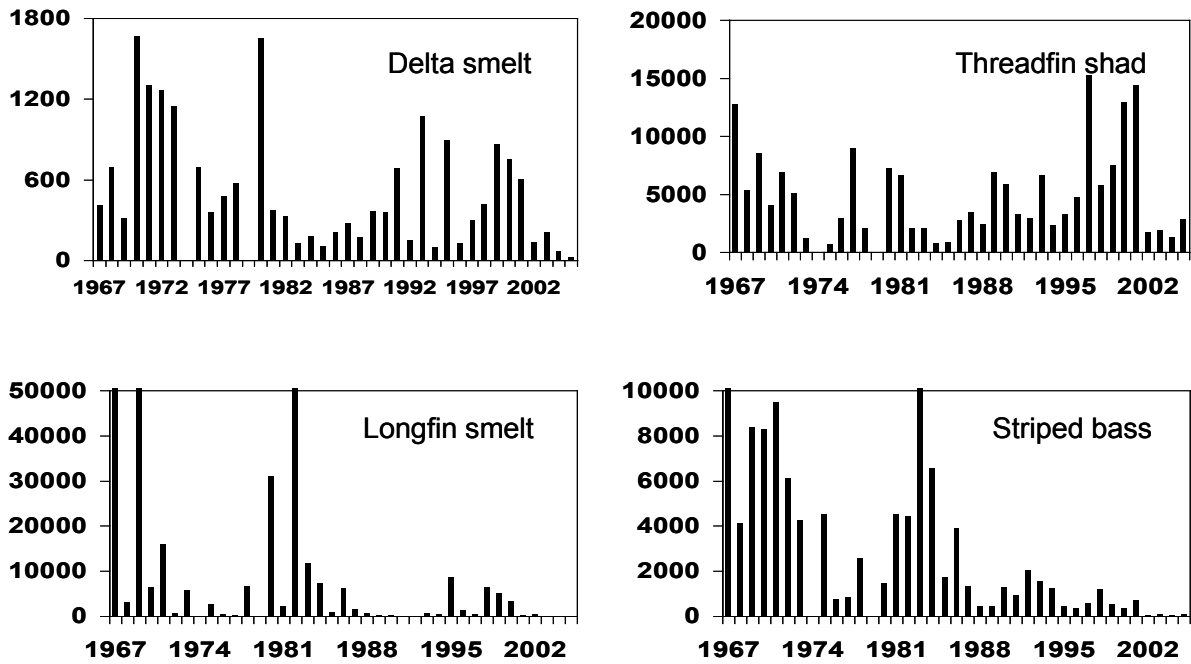 1800
1200
600
0
Delta smelt
1967 1972 1977 1982 1987 1992 1997 2002
20000
15000
10000
5000
0
Threadfin shad
1967 1974 1981 1988 1995 2002
50000
40000
30000
20000
10000
0
Longfin smelt
1967 1974 1981 1988 1995 2002
10000
8000
6000
4000
2000
0
Striped bass
1967 1974 1981 1988 1995 2002